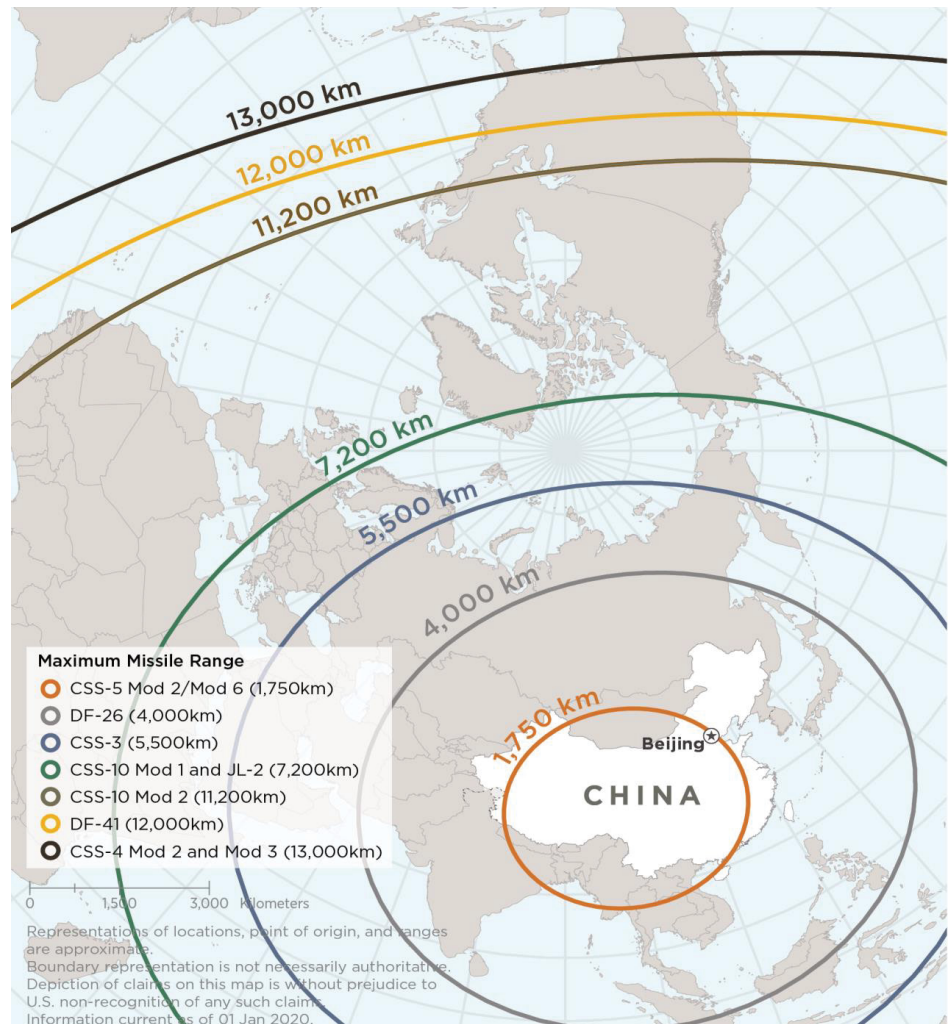 13,000 km
12,000 km
11,200 km
7,200 km
5,500 km
4,000 km
1,750 km
Beijing
CHINA
Maximum Missile Range
CSS-5 Mod 2/Mod 6 (1,750km)
DF-26 (4,000km)
CSS-3 (5,500km)
CSS-10 Mod 1 and JL-2 (7,200km)
CSS-10 Mod 2 (11,200km)
DF-41 (12,000km)
CSS-4 Mod 2 and Mod 3 (13,000km)
0 1,500 3,000 Kilometers
Representations of locations, point of origin, and ranges
are approximate.
Boundary representation is not necessarily authoritative.
Depiction of claims on this map is without prejudice to
U.S. non-recognition of any such claims.
Information current as of 01 Jan 2020.